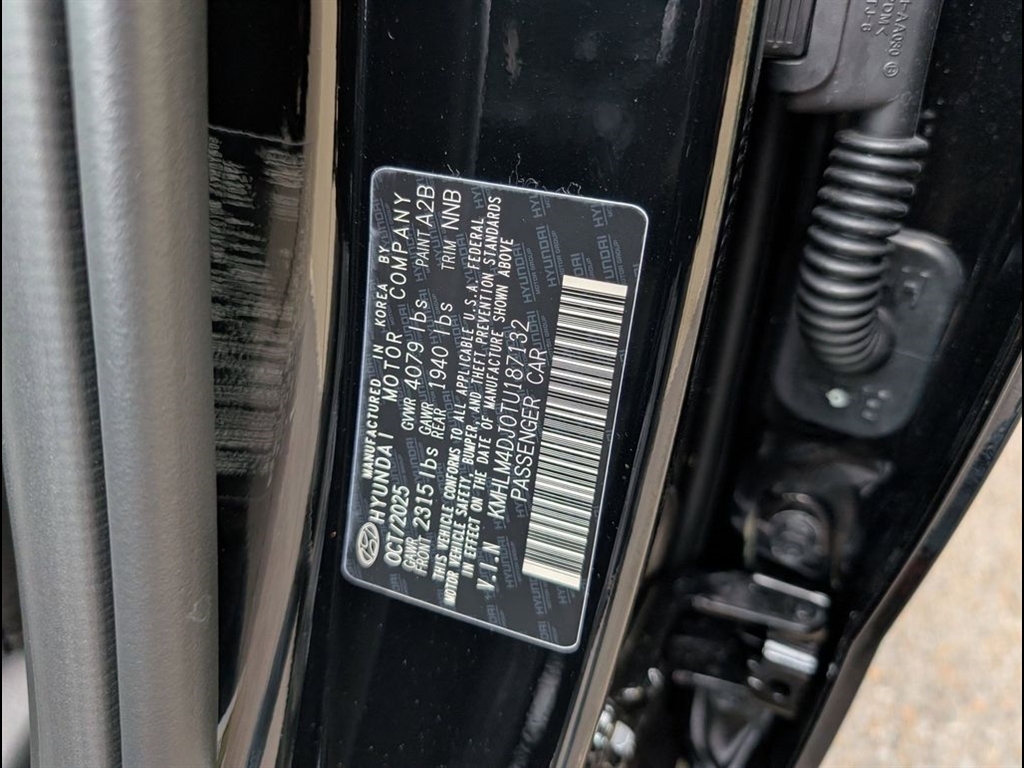 MANUFACTURED IN KOREA BY
HYUNDAI MOTOR COMPANY
OCT/2025 GVWR 4079 lbs PAINT A2B
GAWR FRONT 2315 lbs GAWR REAR 1940 lbs TRIM NNB
THIS VEHICLE CONFORMS TO ALL APPLICABLE U.S.A. FEDERAL
MOTOR VEHICLE SAFETY, BUMPER, AND THEFT PREVENTION STANDARDS
IN EFFECT ON THE DATE OF MANUFACTURE SHOWN ABOVE
V.I.N KMHLM4DJ0TU187132
PASSENGER CAR